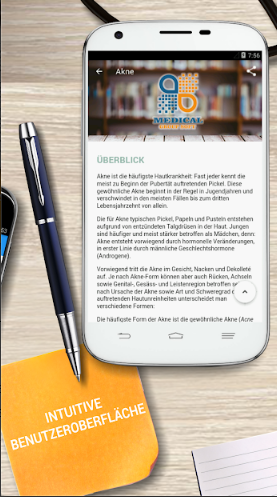 7:56
Akne
MEDICAL
ÜBERBLICK
Akne ist die häufigste Hautkrankheit: Fast jeder kennt die
meist zu Beginn der Pubertät auftretenden Pickel. Diese
gewöhnliche Akne beginnt in der Regel in Jugendjahren und
verschwindet in den meisten Fällen bis zum dritten
Lebensjahrzehnt von allein.
Die für Akne typischen Pickel, Papeln und Pusteln entstehen
aufgrund von entzündeten Talgdrüsen in der Haut. Jungen
sind häufiger und meist stärker betroffen als Mädchen, denn:
Akne entsteht vorwiegend durch hormonelle Veränderungen,
in erster Linie durch männliche Geschlechtshormone
(Androgene).
Vorwiegend tritt die Akne im Gesicht, Nacken und Dekolleté
auf. Je nach Akne-Form können aber auch Rücken, Achseln
sowie Genital-, Gesäss- und Leistenregion betroffen se
nach Ursache der Akne sowie Art und Schweregrad d
auftretenden Hautunreinheiten unterscheidet man
verschiedene Formen:
Die häufigste Form der Akne ist die gewöhnliche Akne (Acne
INTUITIVE
BENUTZEROBERFLÄCHE